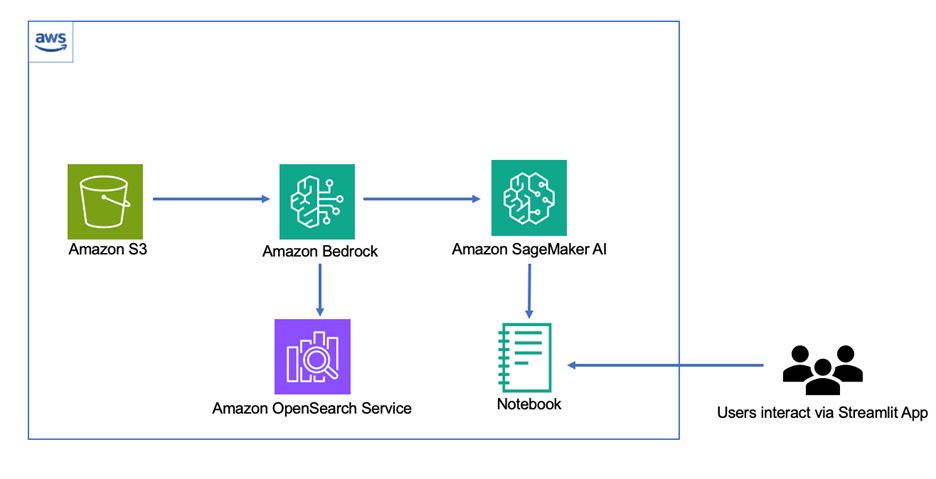 aws
Amazon S3
Amazon Bedrock
Amazon SageMaker AI
Amazon OpenSearch Service
Notebook
Users interact via Streamlit App